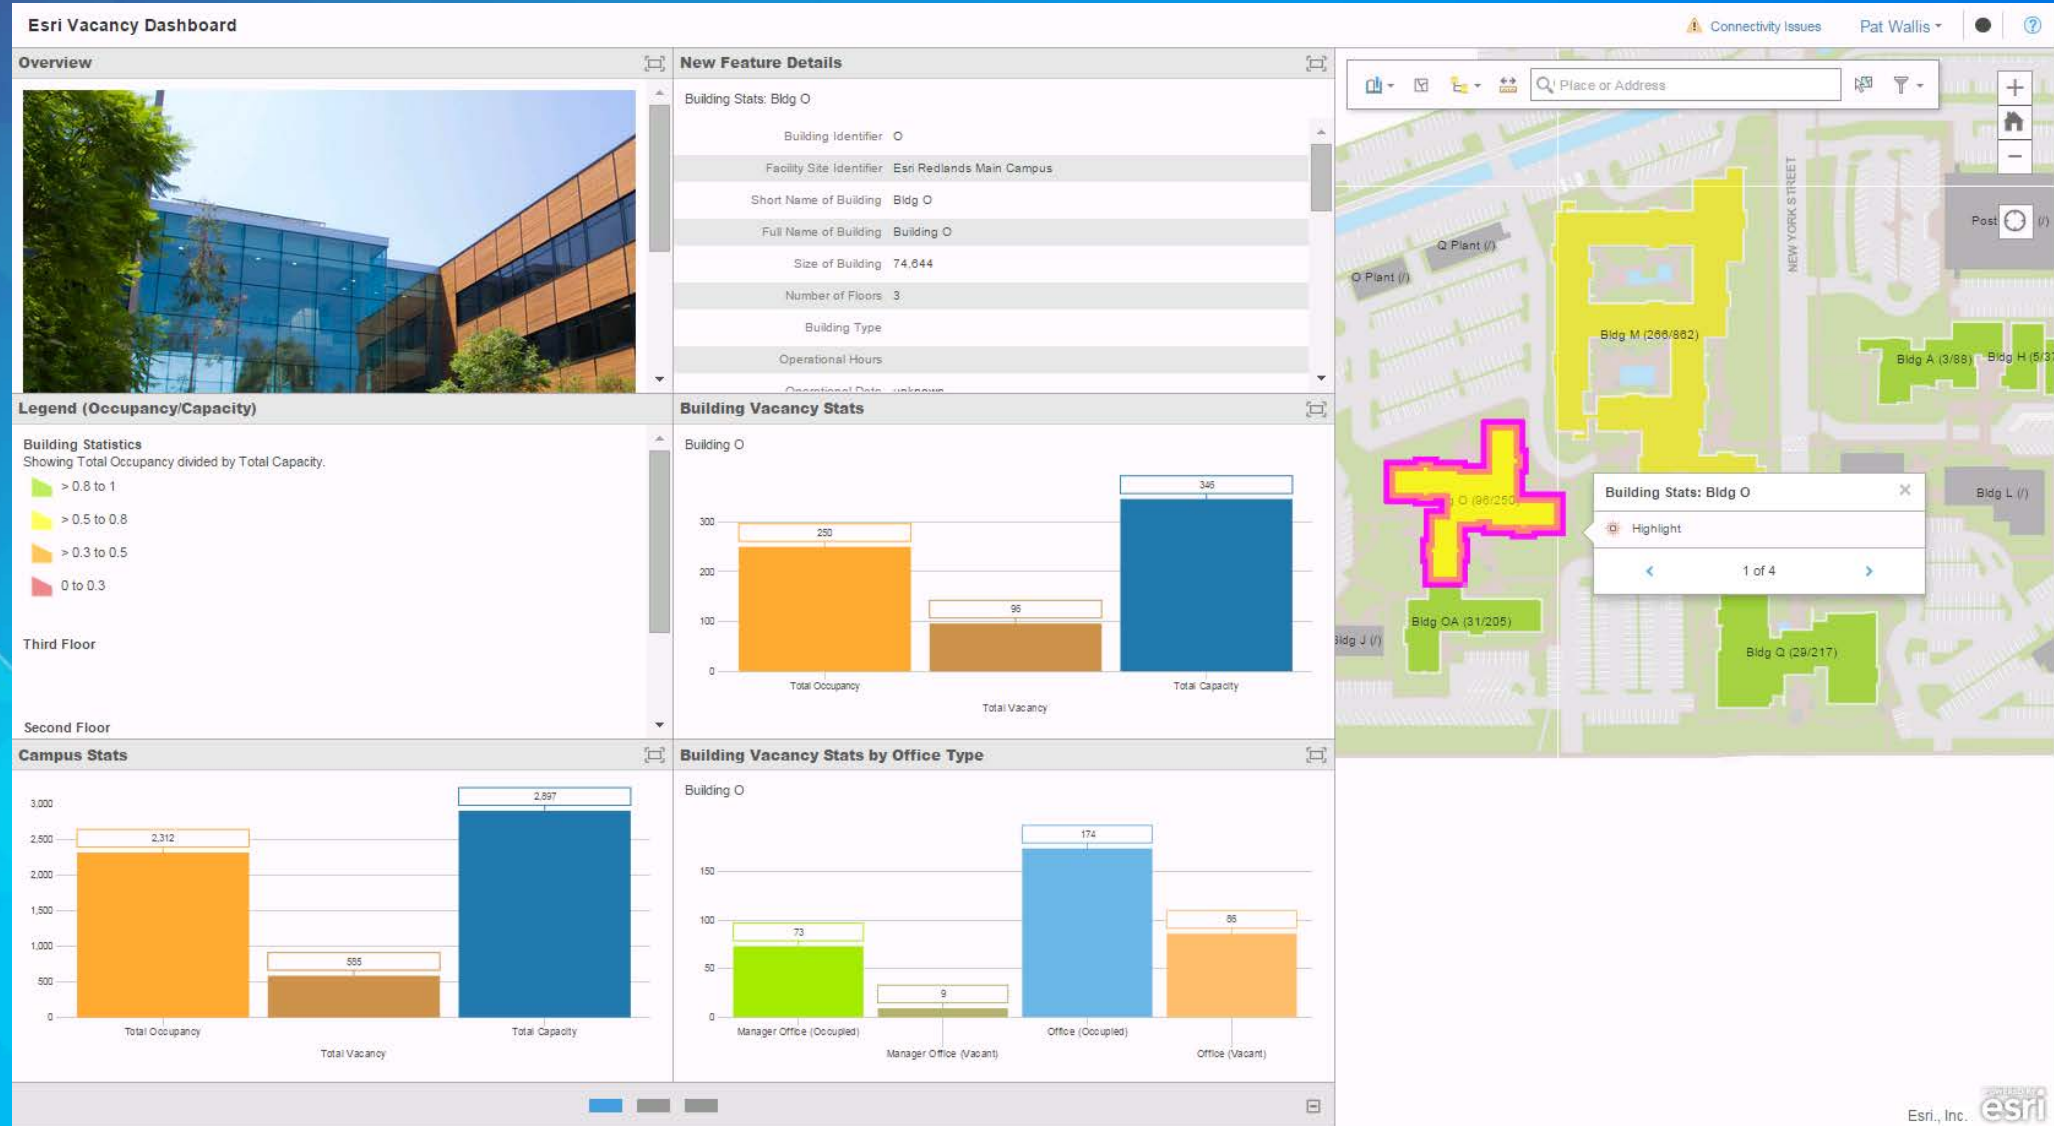 Esri Vacancy Dashboard
Connectivity Issues
Pat Wallis
?
Overview
New Feature Details
Building Stats: Bldg O
Building Identifier O
Facility Site Identifier Esri Redlands Main Campus
Short Name of Building Bldg O
Full Name of Building Building O
Size of Building 74,644
Number of Floors 3
Building Type
Operational Hours
Operational Date unknown
Legend (Occupancy/Capacity)
Building Statistics
Showing Total Occupancy divided by Total Capacity.
> 0.8 to 1
> 0.5 to 0.8
> 0.3 to 0.5
0 to 0.3
Third Floor
Second Floor
Building Vacancy Stats
Building O
346
300
250
200
96
100
0
Total Occupancy
Total Capacity
Total Vacancy
Campus Stats
3,000
2,897
2,500
2,312
2,000
1,500
1,000
585
500
0
Total Occupancy
Total Capacity
Total Vacancy
Building Vacancy Stats by Office Type
Building O
174
150
100
86
73
50
9
0
Manager Office (Occupied)
Office (Occupied)
Manager Office (Vacant)
Office (Vacant)
Place or Address
NEW YORK STREET
Post (/)
Q Plant (/)
O Plant (/)
Bldg M (266/862)
Bldg A (3/88)
Bldg H (5/37
O (96/250
Building Stats: Bldg O
Highlight
1 of 4
Bldg L (/)
Bldg OA (31/205)
Bldg J (/)
Bldg Q (29/217)
Esri., Inc.
esri